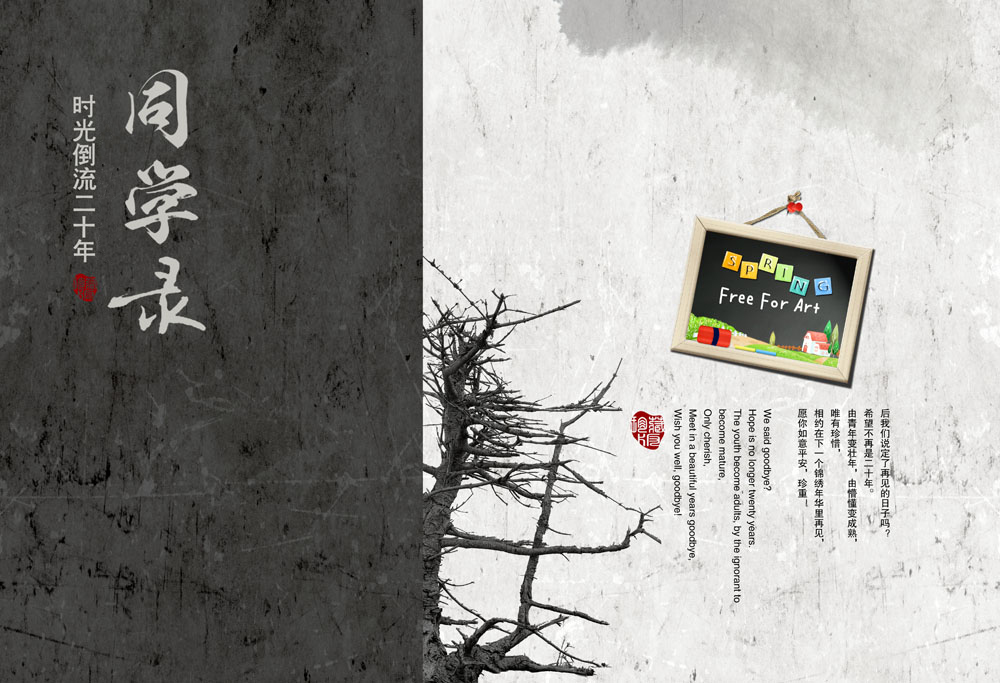 同学录
时光倒流二十年
SPRING
Free For Art
后我们说定了再见的日子吗？
希望不再是二十年。
由青年变壮年，由懵懂变成熟，
唯有珍惜，
相约在下一个锦绣年华里再见，
愿你如意平安，珍重！
We said goodbye?
Hope is no longer twenty years.
The youth become adults, by the ignorant to
become mature,
Only cherish,
Meet in a beautiful years goodbye,
Wish you well, goodbye!